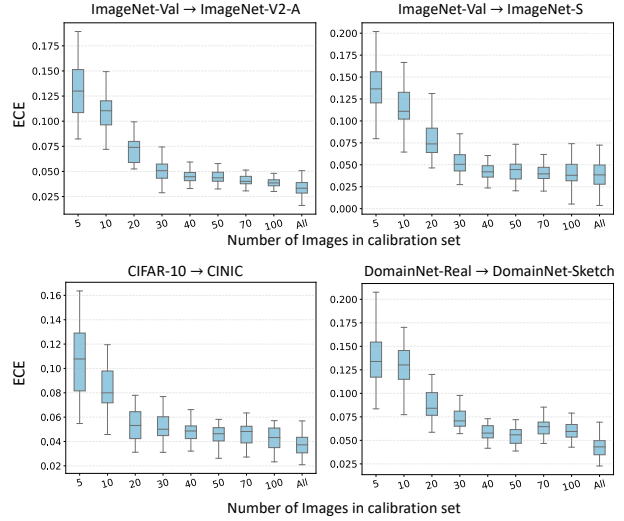 ImageNet-Val → ImageNet-V2-A
ImageNet-Val → ImageNet-S
ECE
0.175
0.150
0.125
0.100
0.075
0.050
0.025
0.200
0.175
0.150
0.125
0.100
0.075
0.050
0.025
0.000
5 10 20 30 40 50 70 100 All
5 10 20 30 40 50 70 100 All
Number of Images in calibration set
CIFAR-10 → CINIC
DomainNet-Real → DomainNet-Sketch
ECE
0.16
0.14
0.12
0.10
0.08
0.06
0.04
0.02
0.200
0.175
0.150
0.125
0.100
0.075
0.050
0.025
5 10 20 30 40 50 70 100 All
5 10 20 30 40 50 70 100 All
Number of Images in calibration set